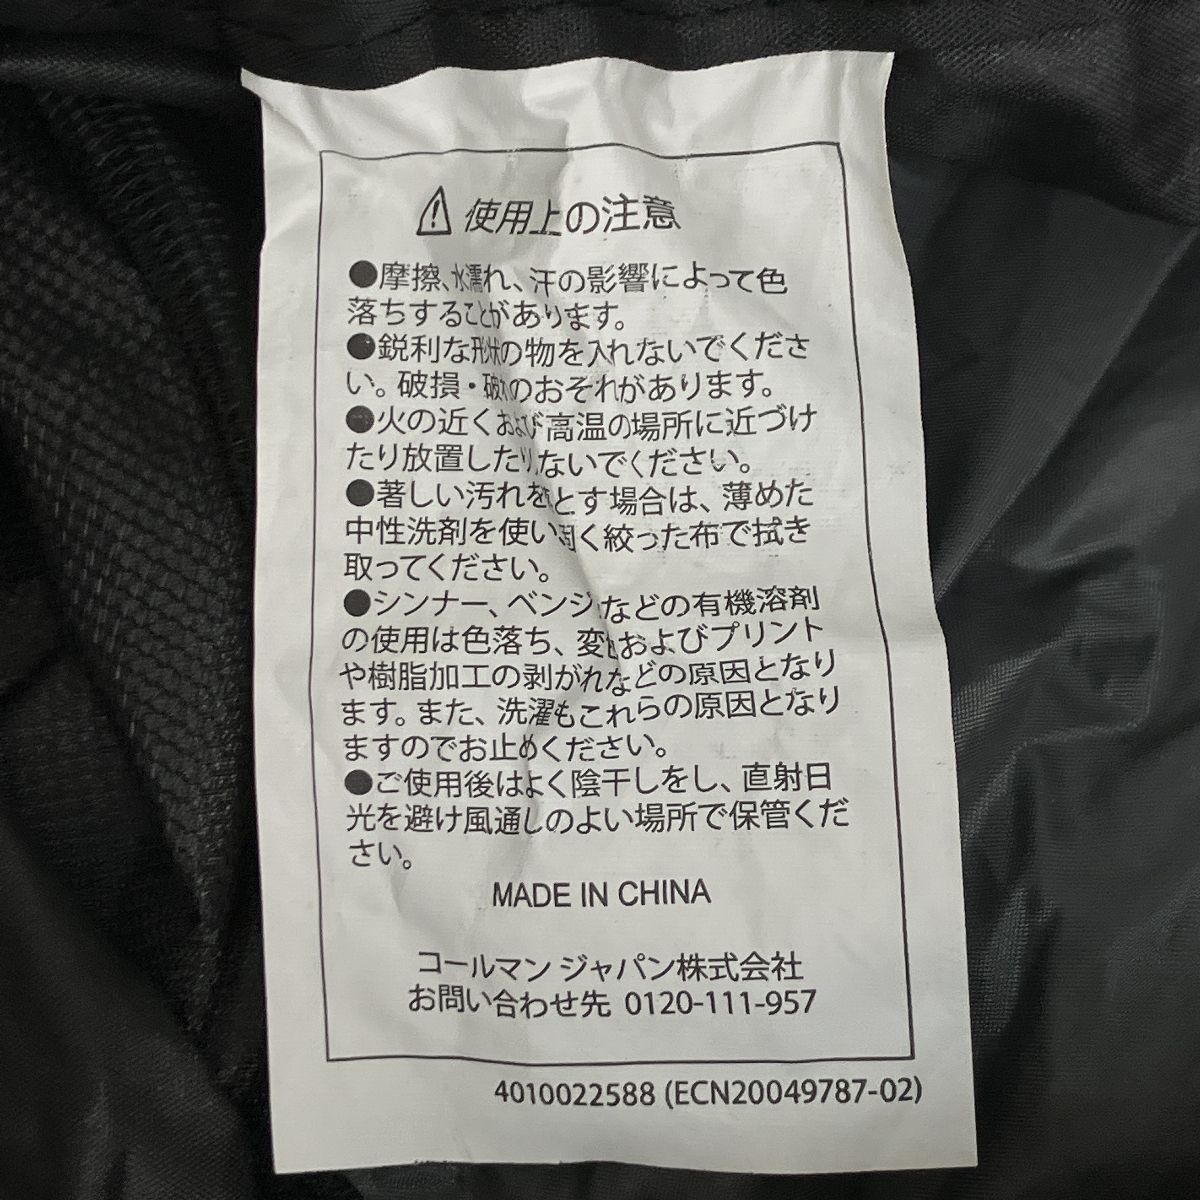 ⚠ 使用上の注意
●摩擦、水濡れ、汗の影響によって色
落ちすることがあります。
●鋭利な形状の物を入れないでくださ
い。破損・破れのおそれがあります。
●火の近くおよび高温の場所に近づけ
たり放置したりしないでください。
●著しい汚れを落とす場合は、薄めた
中性洗剤を使い固く絞った布で拭き
取ってください。
●シンナー、ベンジンなどの有機溶剤
の使用は色落ち、変色およびプリント
や樹脂加工の剥がれなどの原因となり
ます。また、洗濯もこれらの原因となり
ますのでお止めください。
●ご使用後はよく陰干しをし、直射日
光を避け風通しのよい場所で保管くだ
さい。
MADE IN CHINA
コールマン ジャパン株式会社
お問い合わせ先 0120-111-957
4010022588 (ECN20049787-02)